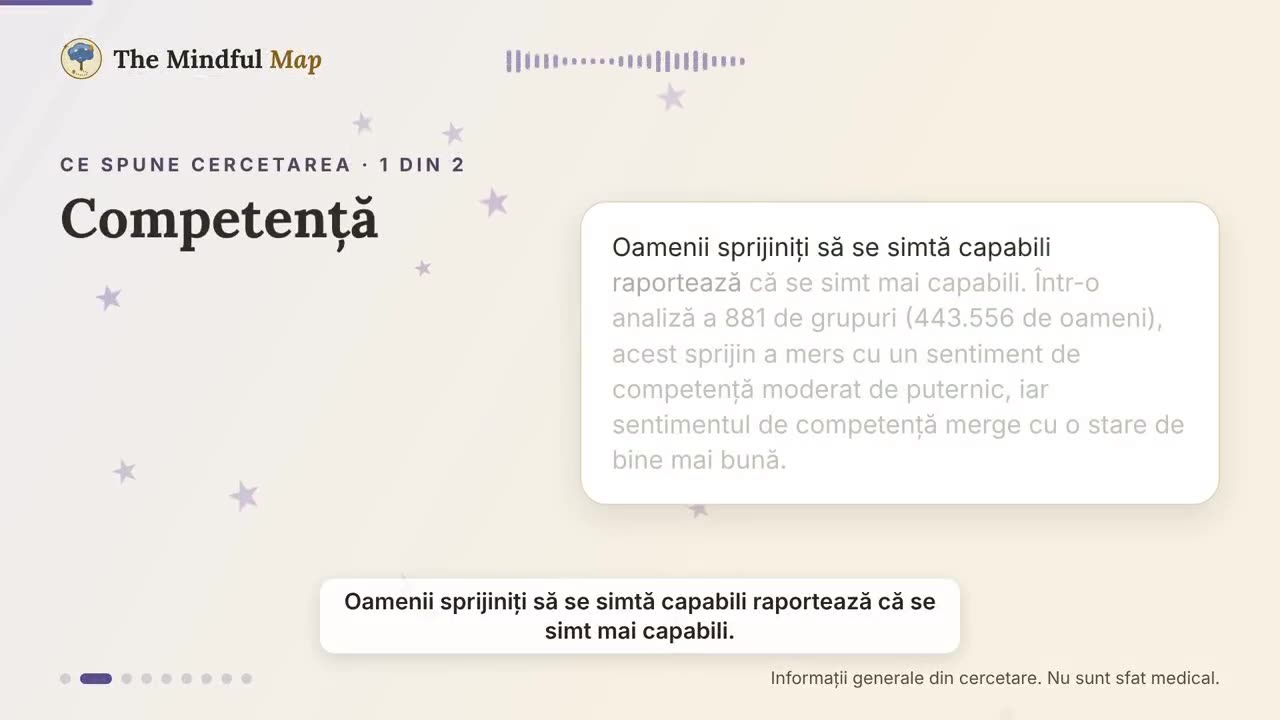 The Mindful Map
CE SPUNE CERCETAREA · 1 DIN 2
Competență
Oamenii sprijiniți să se simtă capabili
raportează că se simt mai capabili. Într-o
analiză a 881 de grupuri (443.556 de oameni),
acest sprijin a mers cu un sentiment de
competență moderat de puternic, iar
sentimentul de competență merge cu o stare de
bine mai bună.
Oamenii sprijiniți să se simtă capabili raportează că se
simt mai capabili.
Informații generale din cercetare. Nu sunt sfat medical.